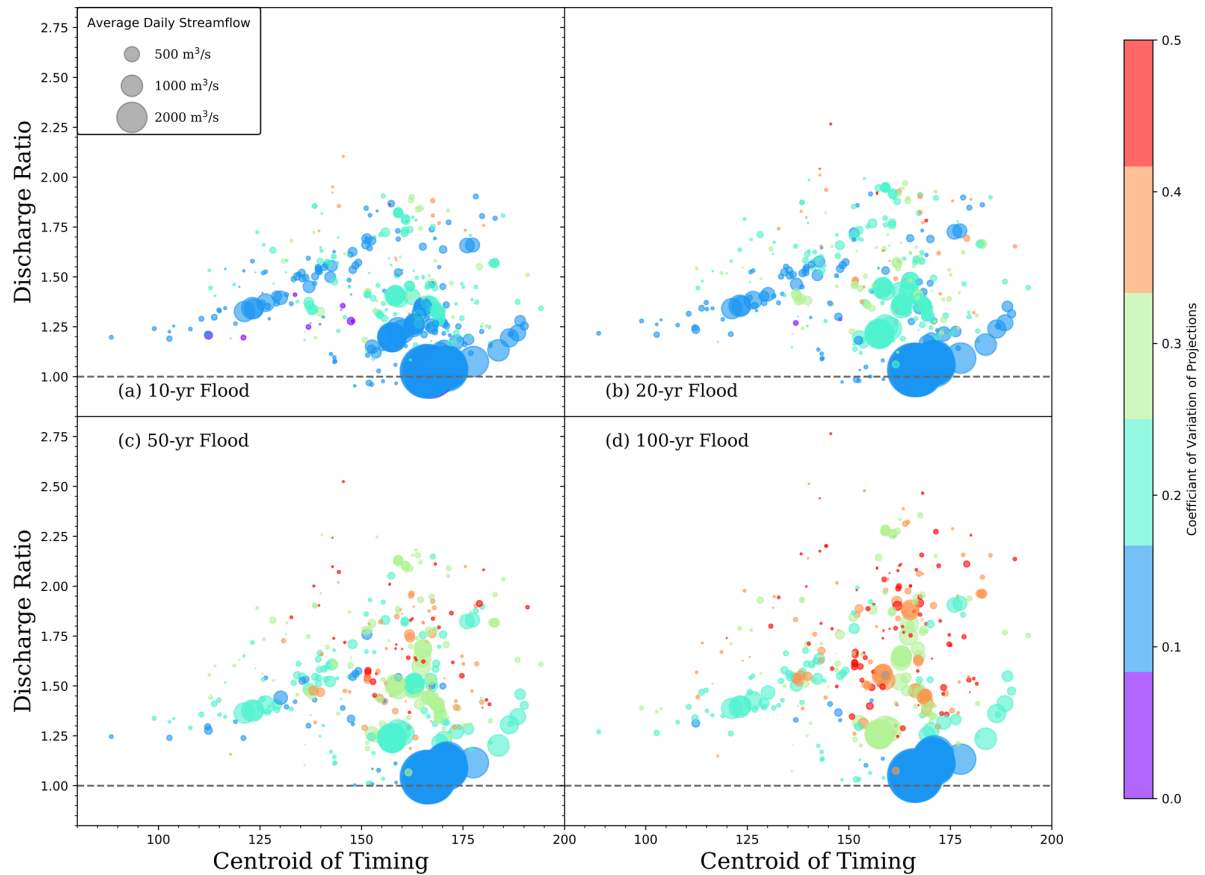 Average Daily Streamflow
500 m³/s
1000 m³/s
2000 m³/s
Discharge Ratio
2.75
2.50
2.25
2.00
1.75
1.50
1.25
1.00
(a) 10-yr Flood
(b) 20-yr Flood
(c) 50-yr Flood
(d) 100-yr Flood
Discharge Ratio
2.75
2.50
2.25
2.00
1.75
1.50
1.25
1.00
100
125
150
175
200
100
125
150
175
200
Centroid of Timing
Centroid of Timing
0.5
0.4
0.3
0.2
0.1
0.0
Coefficiant of Variation of Projections